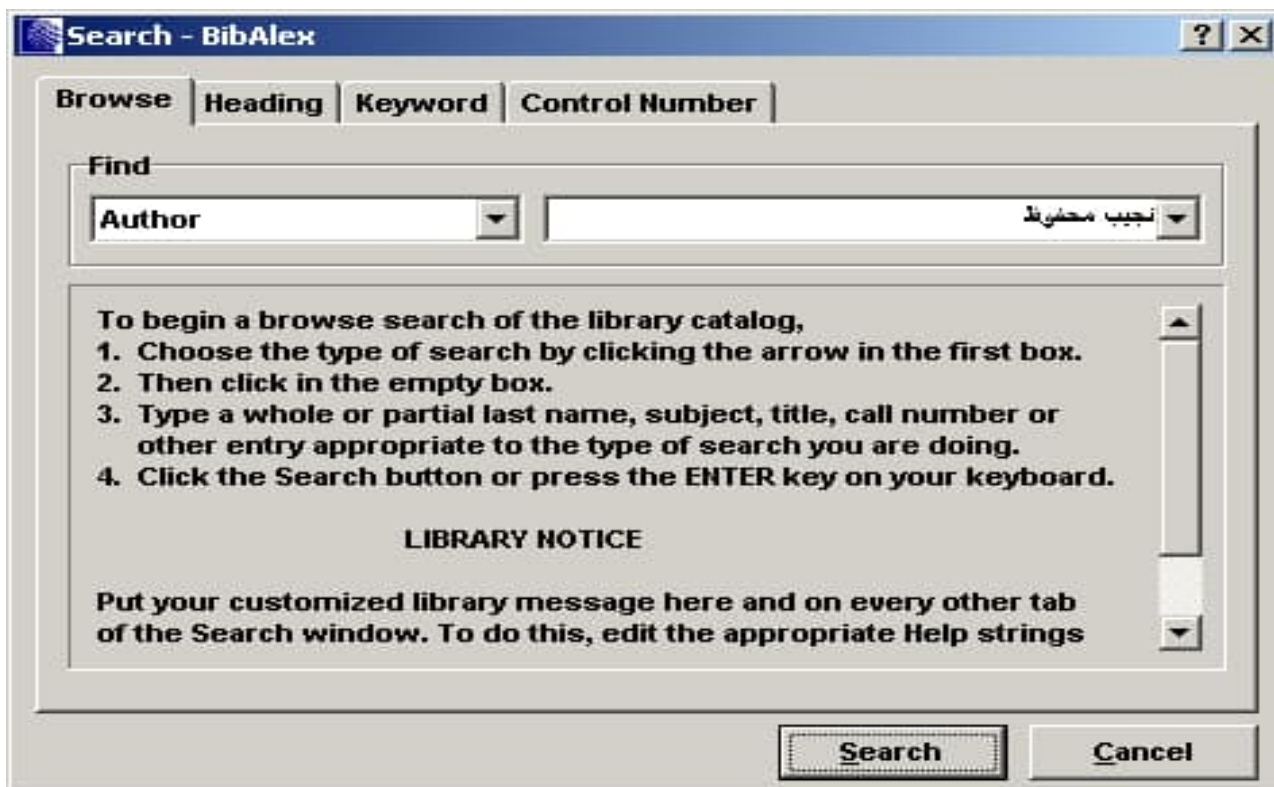 Search - BibAlex
Browse Heading Keyword Control Number
Find
Author نجيب محفوظ
To begin a browse search of the library catalog,
1. Choose the type of search by clicking the arrow in the first box.
2. Then click in the empty box.
3. Type a whole or partial last name, subject, title, call number or
other entry appropriate to the type of search you are doing.
4. Click the Search button or press the ENTER key on your keyboard.
LIBRARY NOTICE
Put your customized library message here and on every other tab
of the Search window. To do this, edit the appropriate Help strings
Search Cancel